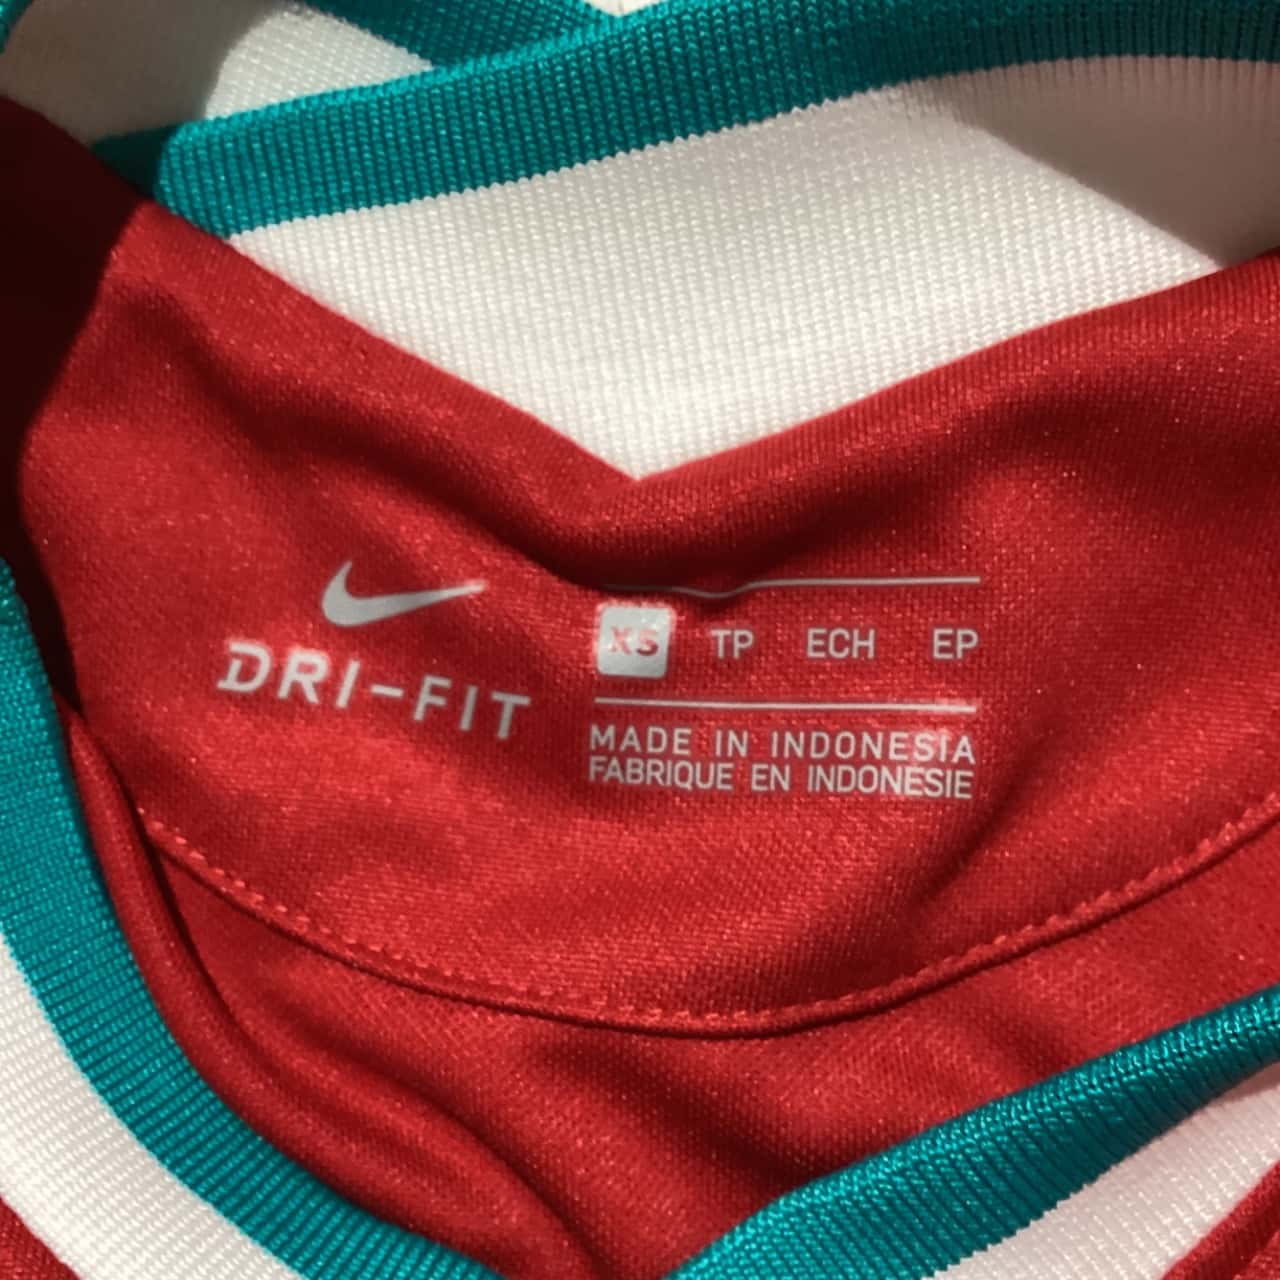 DRI-FIT
XS TP ECH EP
MADE IN INDONESIA
FABRIQUE EN INDONESIE